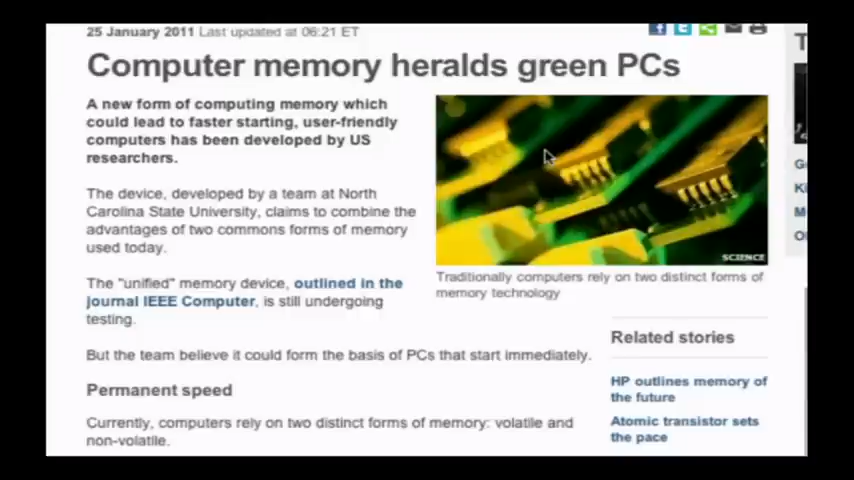 25 January 2011 Last updated at 06:21 ET
Computer memory heralds green PCs
A new form of computing memory which
could lead to faster starting, user-friendly
computers has been developed by US
researchers.
The device, developed by a team at North
Carolina State University, claims to combine the
advantages of two commons forms of memory
used today.
The "unified" memory device, outlined in the
journal IEEE Computer, is still undergoing
testing.
But the team believe it could form the basis of PCs that start immediately.
Permanent speed
Currently, computers rely on two distinct forms of memory: volatile and
non-volatile.
SCIENCE
Traditionally computers rely on two distinct forms of
memory technology
Related stories
HP outlines memory of
the future
Atomic transistor sets
the pace